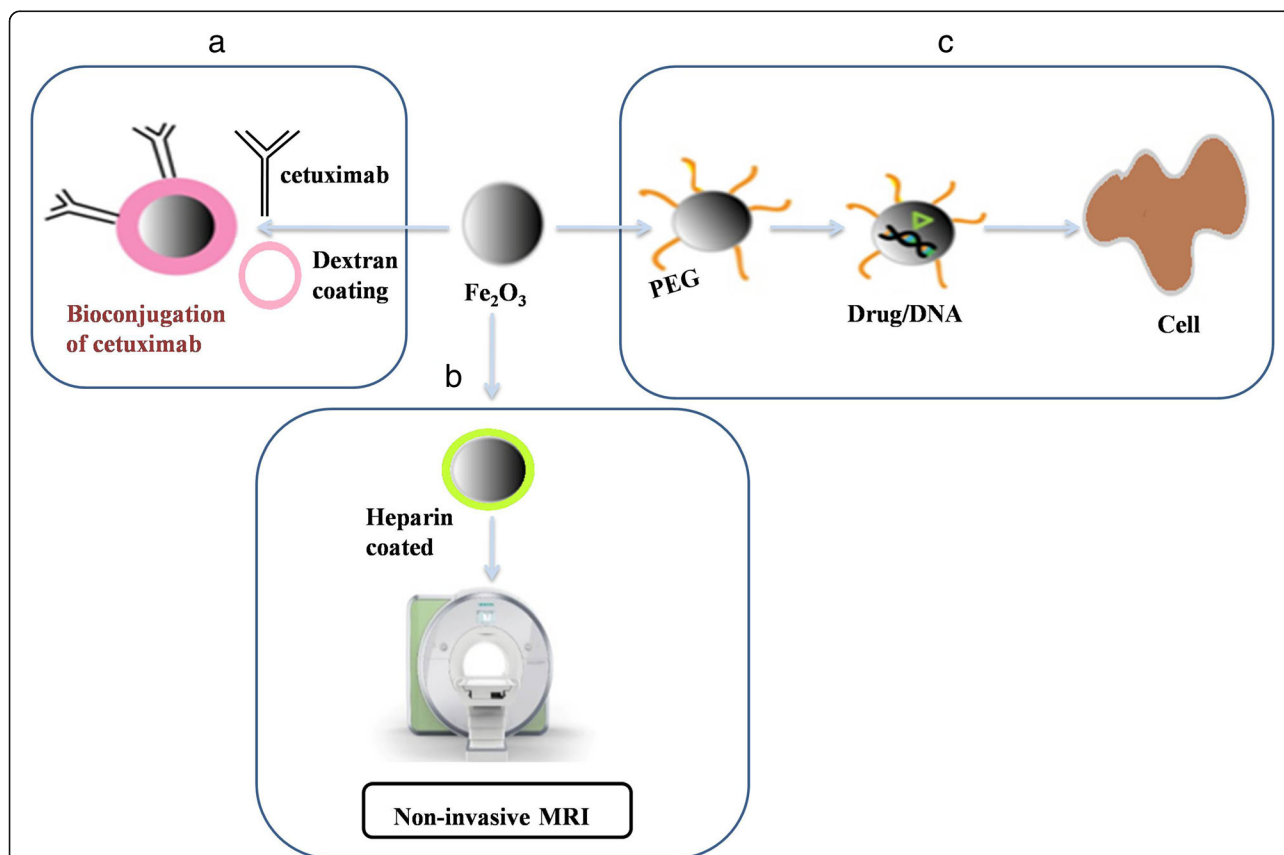 a
c
cetuximab
Dextran
coating
Bioconjugation
of cetuximab
Fe₂O₃
PEG
Drug/DNA
Cell
b
Heparin
coated
Non-invasive MRI